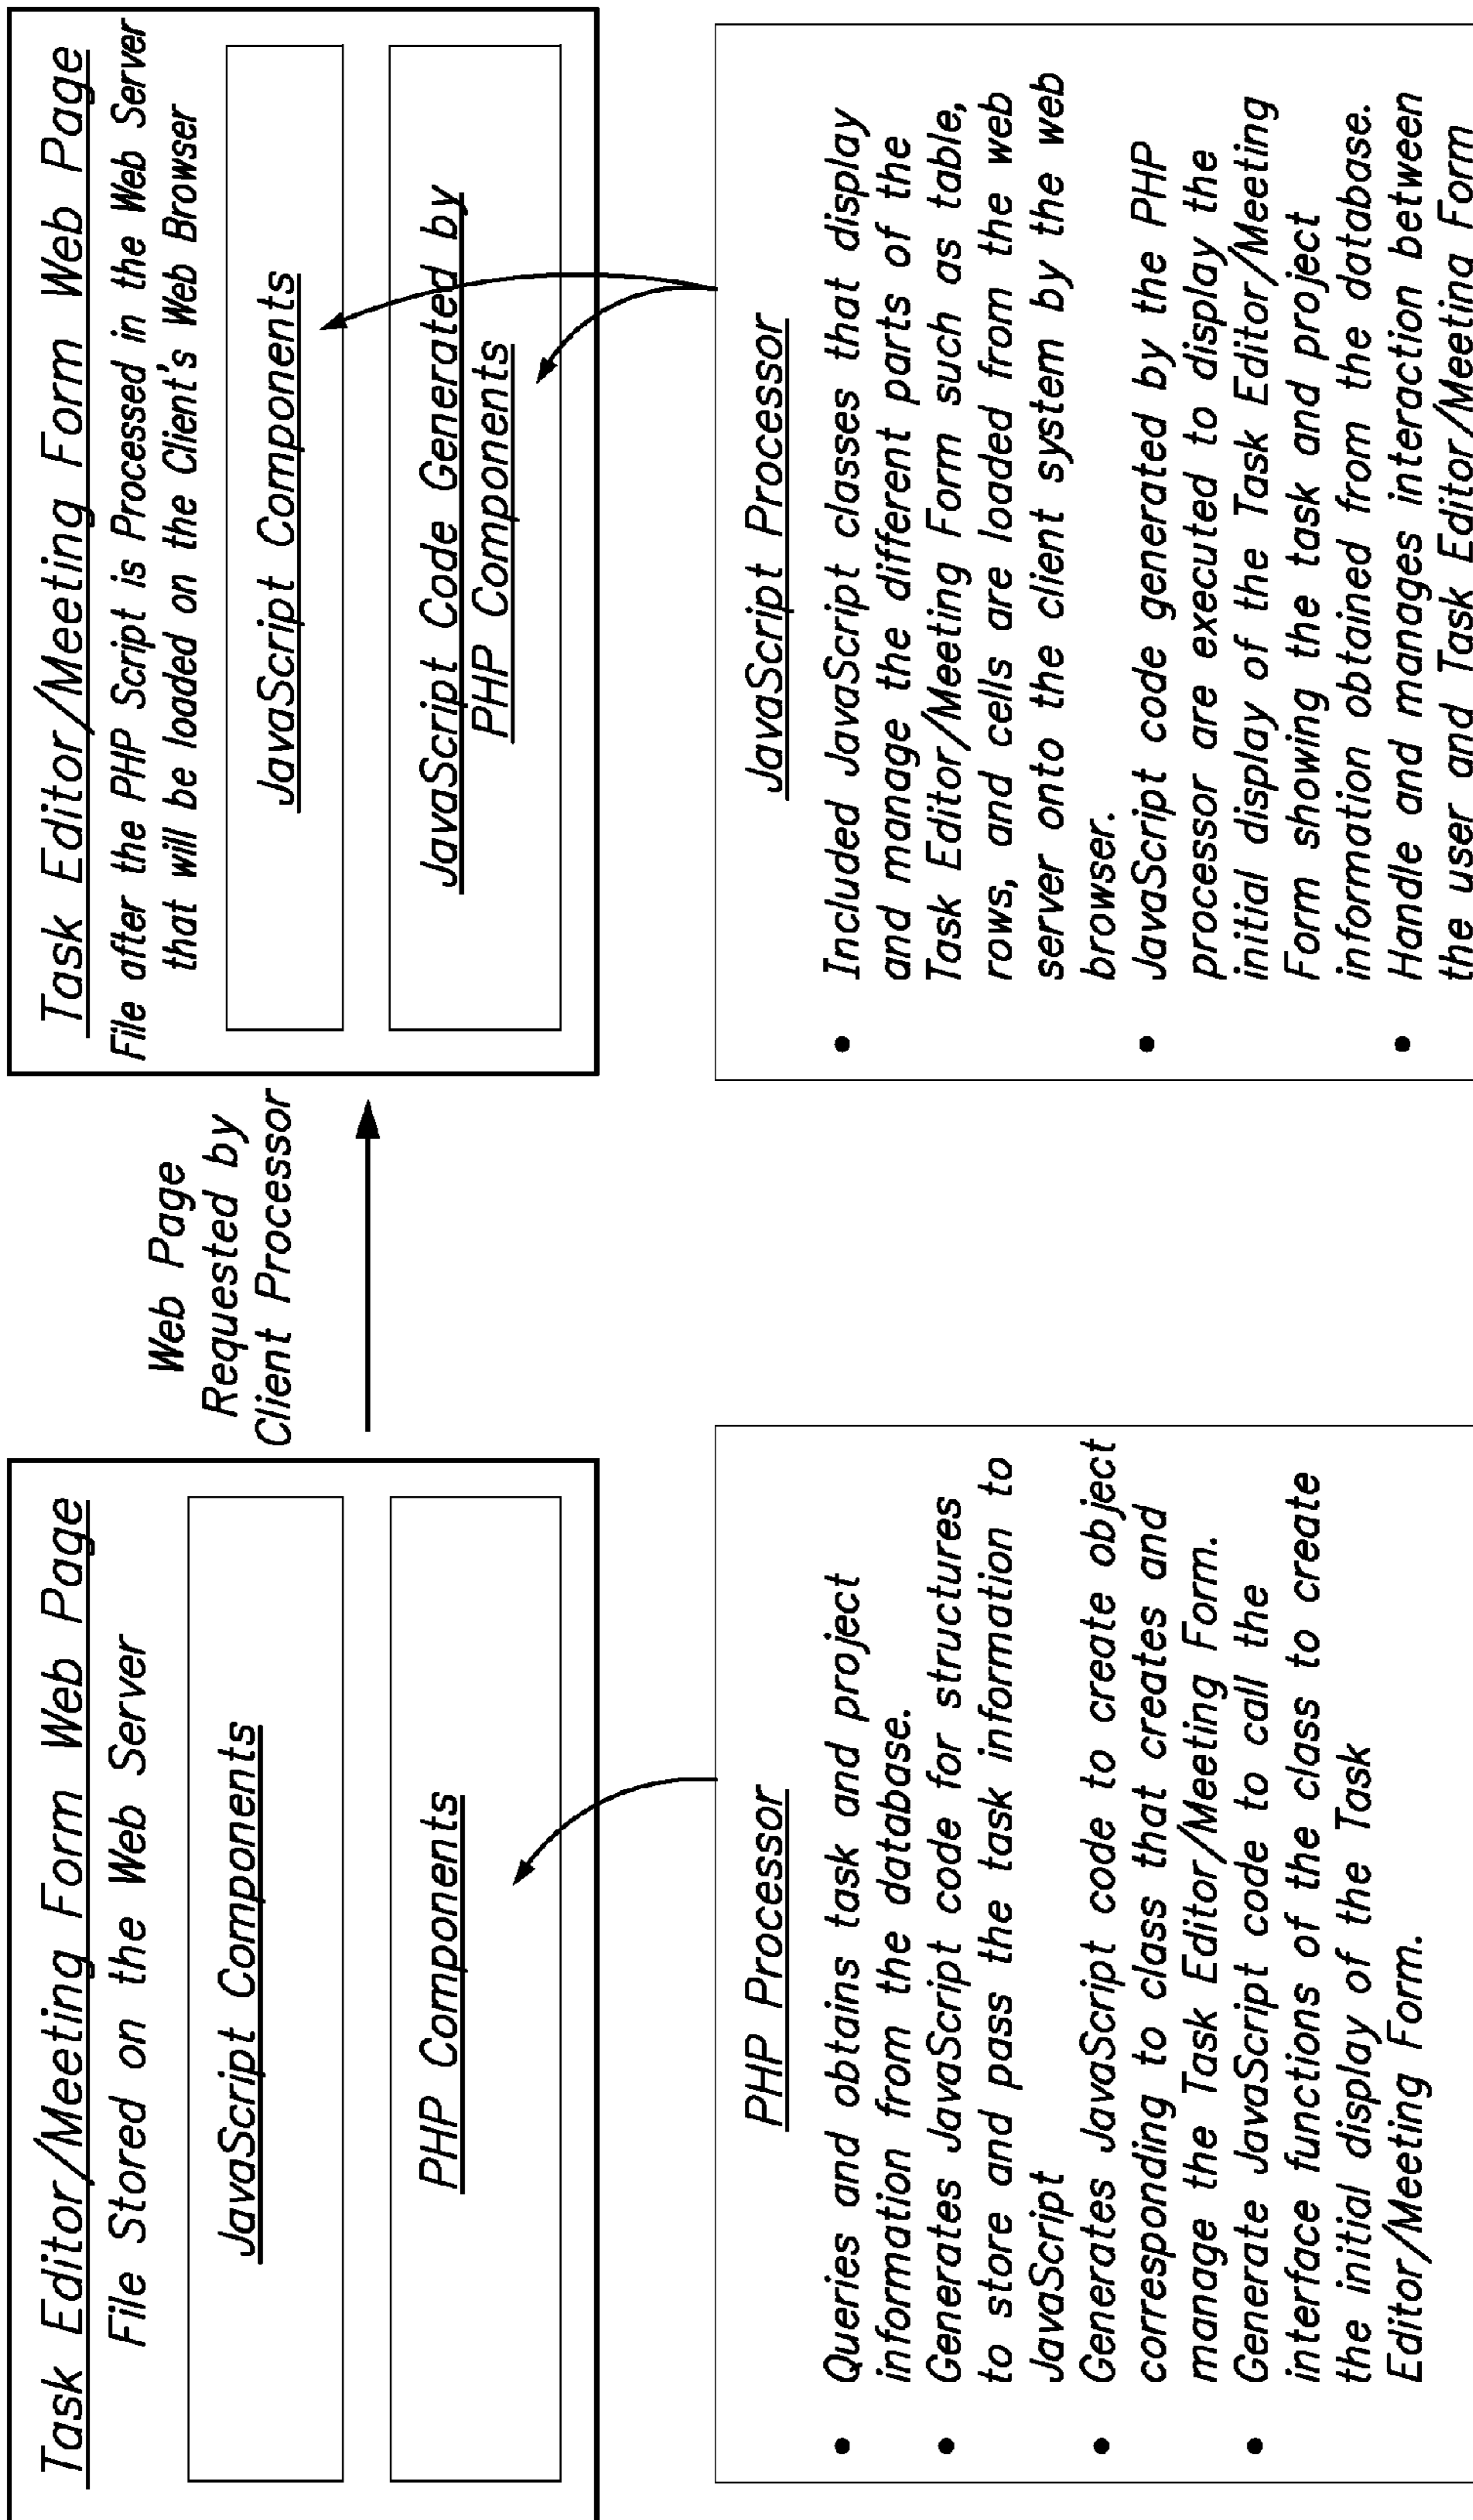 Task Editor/Meeting Form Web Page
File Stored on the Web Server
JavaScript Components
PHP Components
Web Page
Requested by
Client Processor
Task Editor/Meeting Form Web Page
File after the PHP Script is Processed in the Web Server
that will be loaded on the Client's Web Browser
JavaScript Components
JavaScript Code Generated by
PHP Components
PHP Processor
• Queries and obtains task and project
information from the database.
• Generates JavaScript code for structures
to store and pass the task information to
JavaScript
• Generates JavaScript code to create object
corresponding to class that creates and
manage the Task Editor/Meeting Form.
• Generate JavaScript code to call the
interface functions of the class to create
the initial display of the Task
Editor/Meeting Form.
JavaScript Processor
• Included JavaScript classes that display
and manage the different parts of the
Task Editor/Meeting Form such as table,
rows, and cells are loaded from the web
server onto the client system by the web
browser.
• JavaScript code generated by the PHP
processor are executed to display the
initial display of the Task Editor/Meeting
Form showing the task and project
information obtained from the database.
• Handle and manages interaction between
the user and Task Editor/Meeting Form